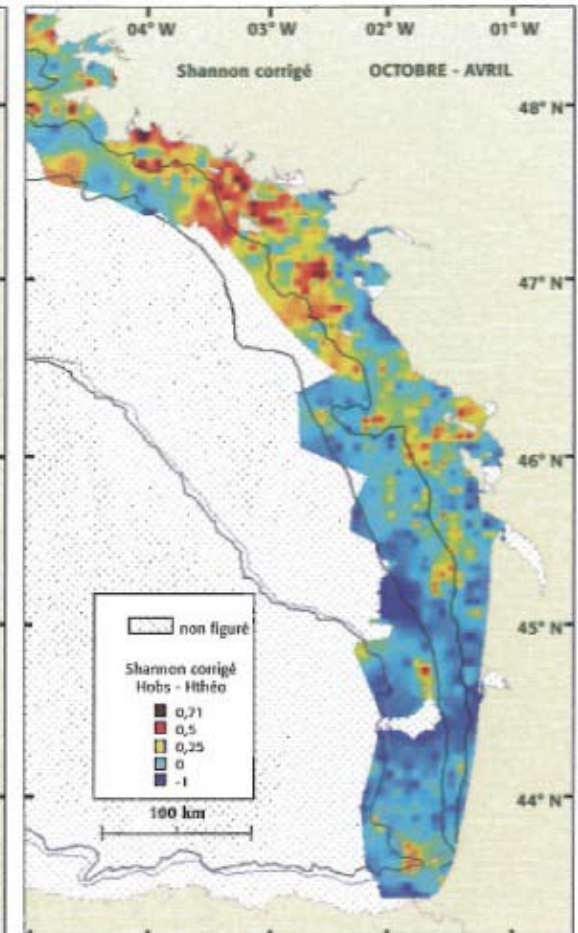 04° W 03° W 02° W 01° W
Shannon corrigé OCTOBRE - AVRIL
48° N
47° N
46° N
45° N
44° N
non figuré
Shannon corrigé
Hobs - Hthéo
0,71
0,5
0,25
0
-1
100 km